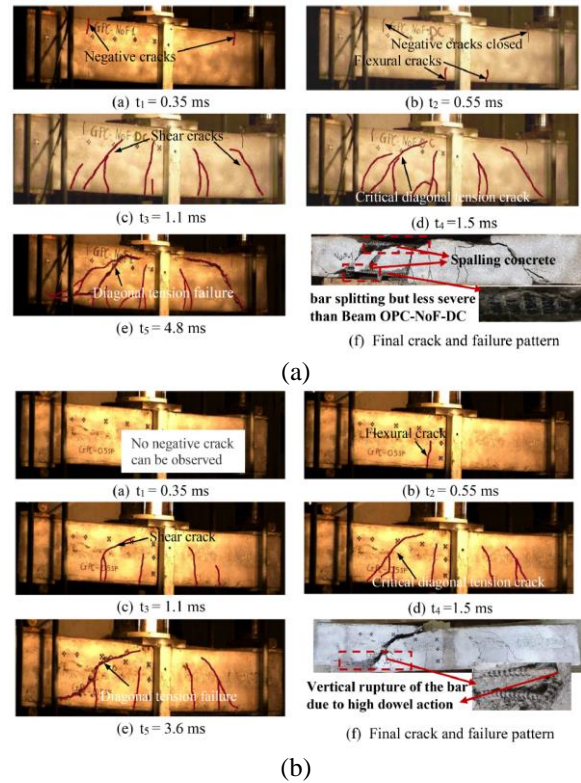 GPC-NoF
Negative cracks
(a) t₁ = 0.35 ms
Negative cracks closed
Flexural cracks
(b) t₂ = 0.55 ms
GPC-NoF DC
Shear cracks
(c) t₃ = 1.1 ms
Critical diagonal tension crack
(d) t₄ =1.5 ms
Diagonal tension failure
(e) t₅ = 4.8 ms
Spalling concrete
bar splitting but less severe
than Beam OPC-NoF-DC
(f) Final crack and failure pattern
(a)
No negative crack
can be observed
(a) t₁ = 0.35 ms
Flexural crack
(b) t₂ = 0.55 ms
Shear crack
(c) t₃ = 1.1 ms
Critical diagonal tension crack
(d) t₄ = 1.5 ms
Diagonal tension failure
(e) t₅ = 3.6 ms
Vertical rupture of the bar
due to high dowel action
(f) Final crack and failure pattern
(b)